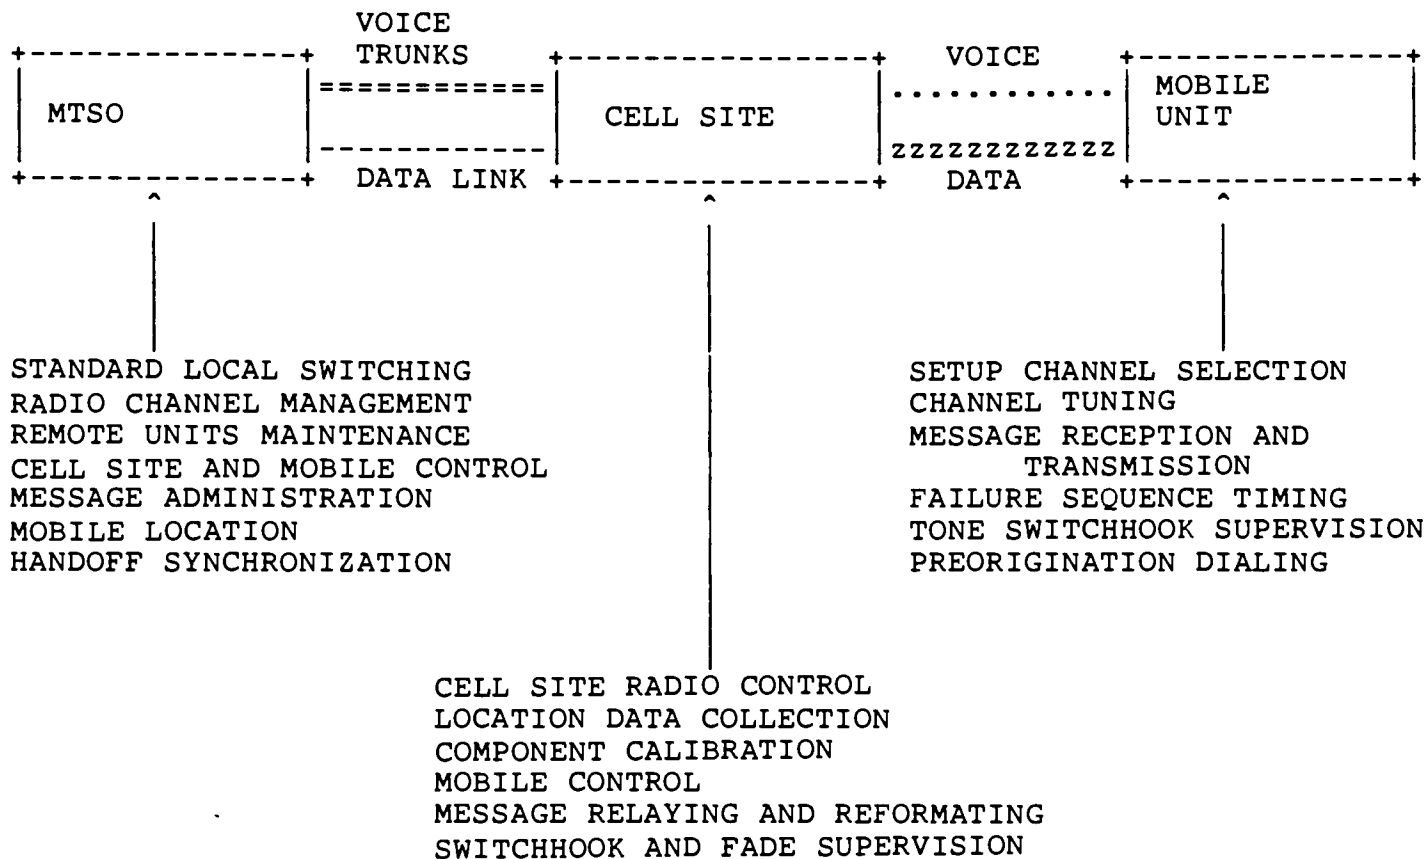 VOICE
TRUNKS
VOICE
MTSO
CELL SITE
MOBILE
UNIT
zzzzzzzzzzzz
DATA LINK
DATA
STANDARD LOCAL SWITCHING
RADIO CHANNEL MANAGEMENT
REMOTE UNITS MAINTENANCE
CELL SITE AND MOBILE CONTROL
MESSAGE ADMINISTRATION
MOBILE LOCATION
HANDOFF SYNCHRONIZATION
SETUP CHANNEL SELECTION
CHANNEL TUNING
MESSAGE RECEPTION AND
TRANSMISSION
FAILURE SEQUENCE TIMING
TONE SWITCHHOOK SUPERVISION
PREORIGINATION DIALING
CELL SITE RADIO CONTROL
LOCATION DATA COLLECTION
COMPONENT CALIBRATION
MOBILE CONTROL
MESSAGE RELAYING AND REFORMATING
SWITCHHOOK AND FADE SUPERVISION